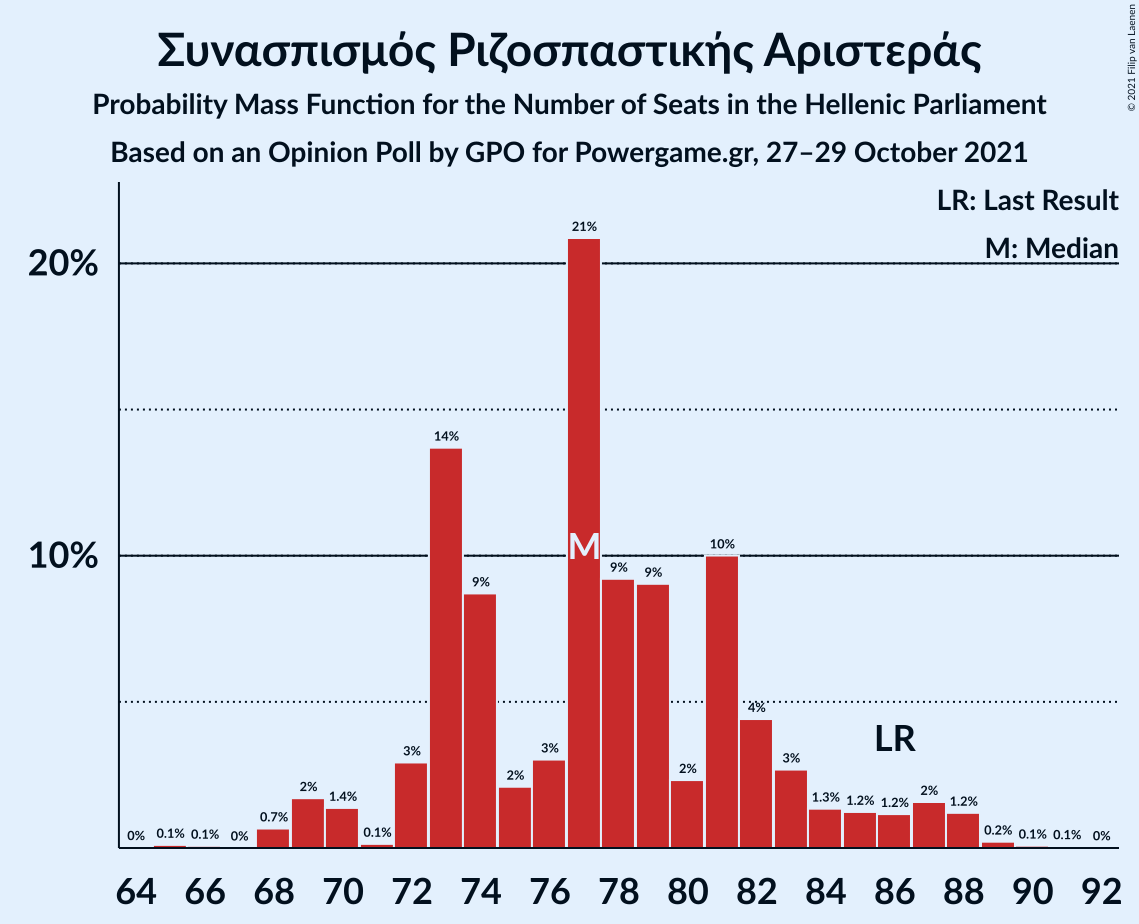 Συνασπισμός Ριζοσπαστικής Αριστεράς
Probability Mass Function for the Number of Seats in the Hellenic Parliament
Based on an Opinion Poll by GPO for Powergame.gr, 27–29 October 2021
© 2021 Filip van Laenen
LR: Last Result
M: Median
20%
10%
0% 0.1% 0.1% 0% 0.7% 2% 1.4% 0.1% 3% 14% 9% 2% 3% 21% 9% 9% 2% 10% 4% 3% 1.3% 1.2% 1.2% 2% 1.2% 0.2% 0.1% 0.1% 0%
M
LR
64 66 68 70 72 74 76 78 80 82 84 86 88 90 92